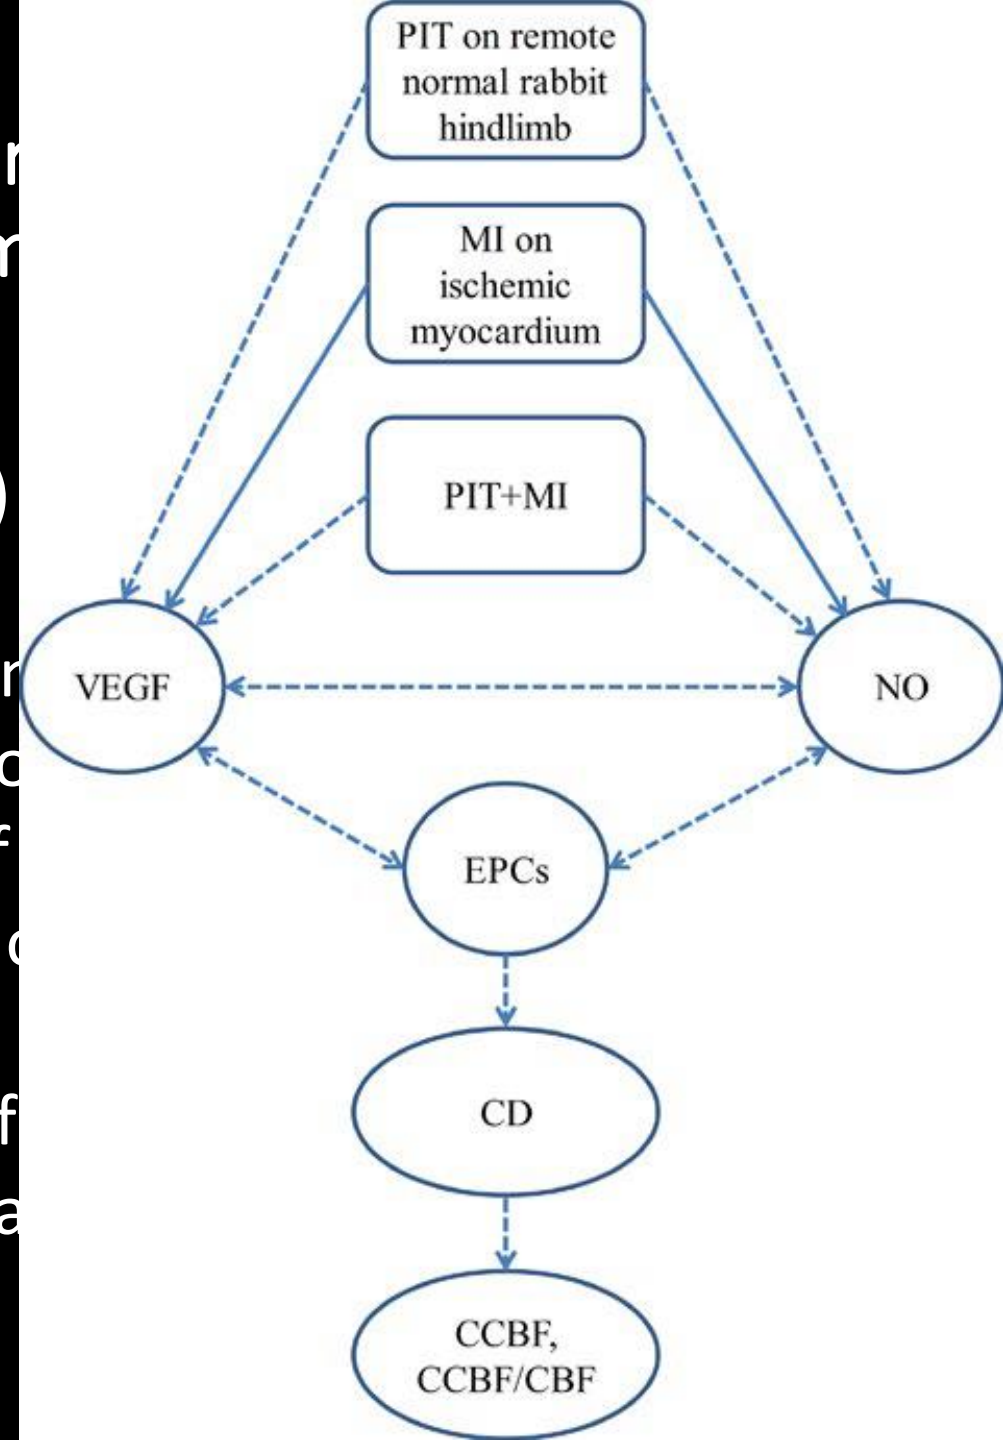 PIT on remote
normal rabbit
hindlimb
MI on
ischemic
myocardium
PIT+MI
VEGF
NO
EPCs
CD
CCBF,
CCBF/CBF